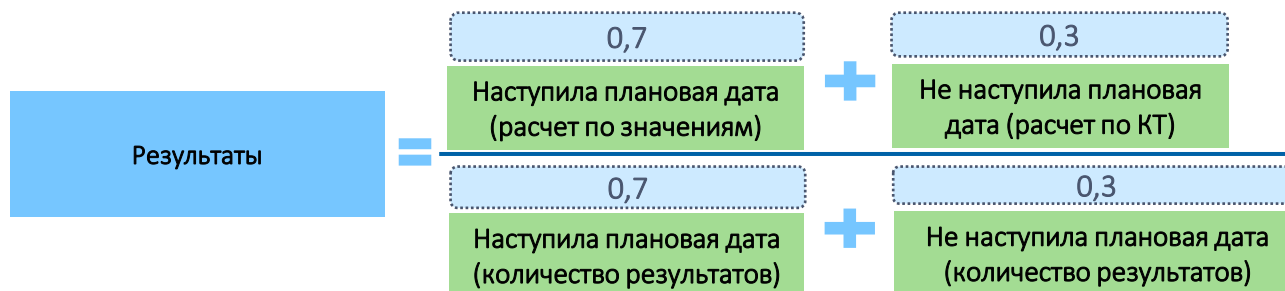 0,7
0,3
Наступила плановая дата
(расчет по значениям)
Не наступила плановая
дата (расчет по КТ)
Результаты
0,7
0,3
Наступила плановая дата
(количество результатов)
Не наступила плановая дата
(количество результатов)